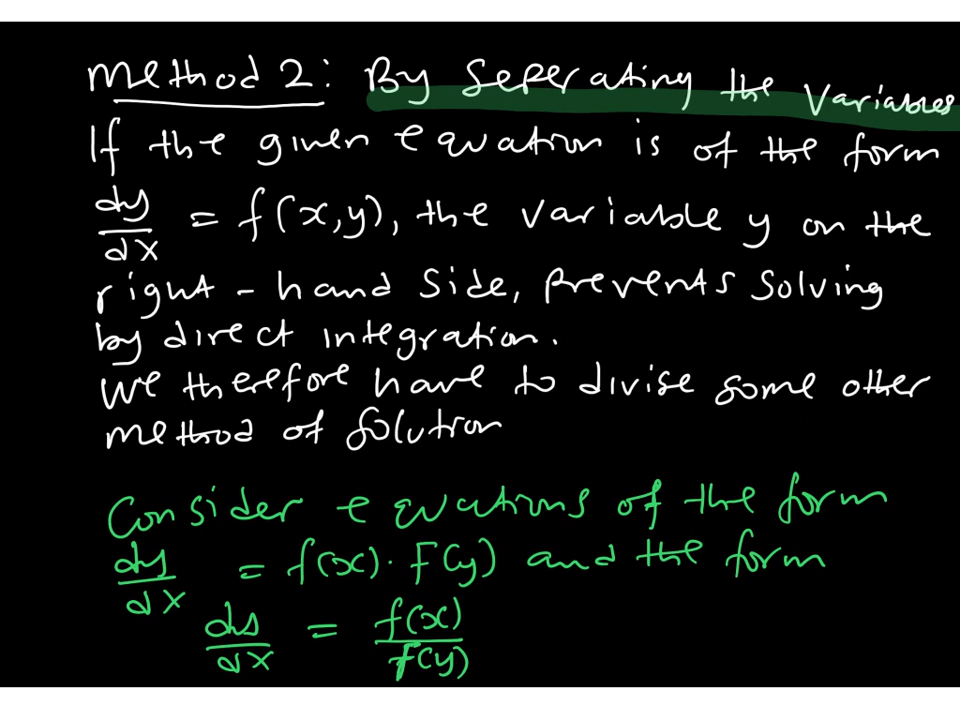 Method 2: By Seperating the Variables
If the given equation is of the form
dy/dx = f(x,y), the variable y on the
right-hand side, prevents solving
by direct integration.
We therefore have to divise some other
method of solution
Consider equations of the form
dy/dx = f(x)·F(y) and the form
dy/dx = f(x)/F(y)